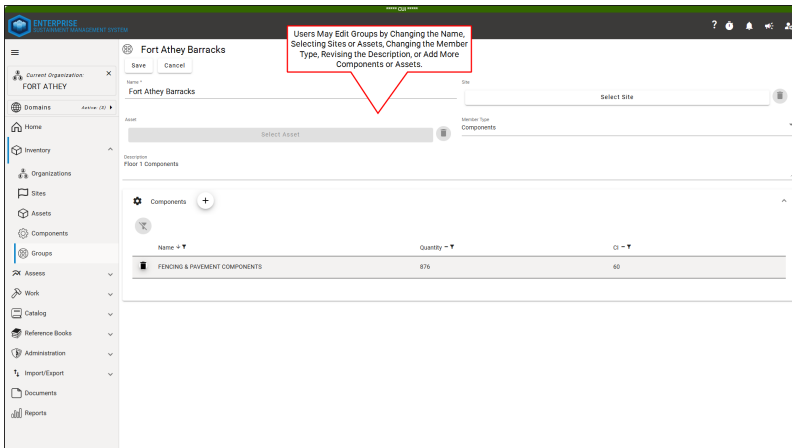 ***** CUI *****
ENTERPRISE
SUSTAINMENT MANAGEMENT SYSTEM
?
Users May Edit Groups by Changing the Name,
Selecting Sites or Assets, Changing the Member
Type, Revising the Description, or Add More
Components or Assets.
Current Organization:
FORT ATHEY
Domains
Active: (3)
Home
Inventory
Organizations
Sites
Assets
Components
Groups
Assess
Work
Catalog
Reference Books
Administration
Import/Export
Documents
Reports
Fort Athey Barracks
Save Cancel
Name *
Fort Athey Barracks
Site
Select Site
Asset
Select Asset
Member Type
Components
Description
Floor 1 Components
Components +
Name Quantity CI
FENCING & PAVEMENT COMPONENTS 876 60